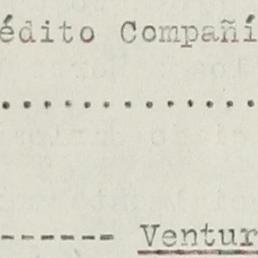 édito Compañí
..............
------ Ventur